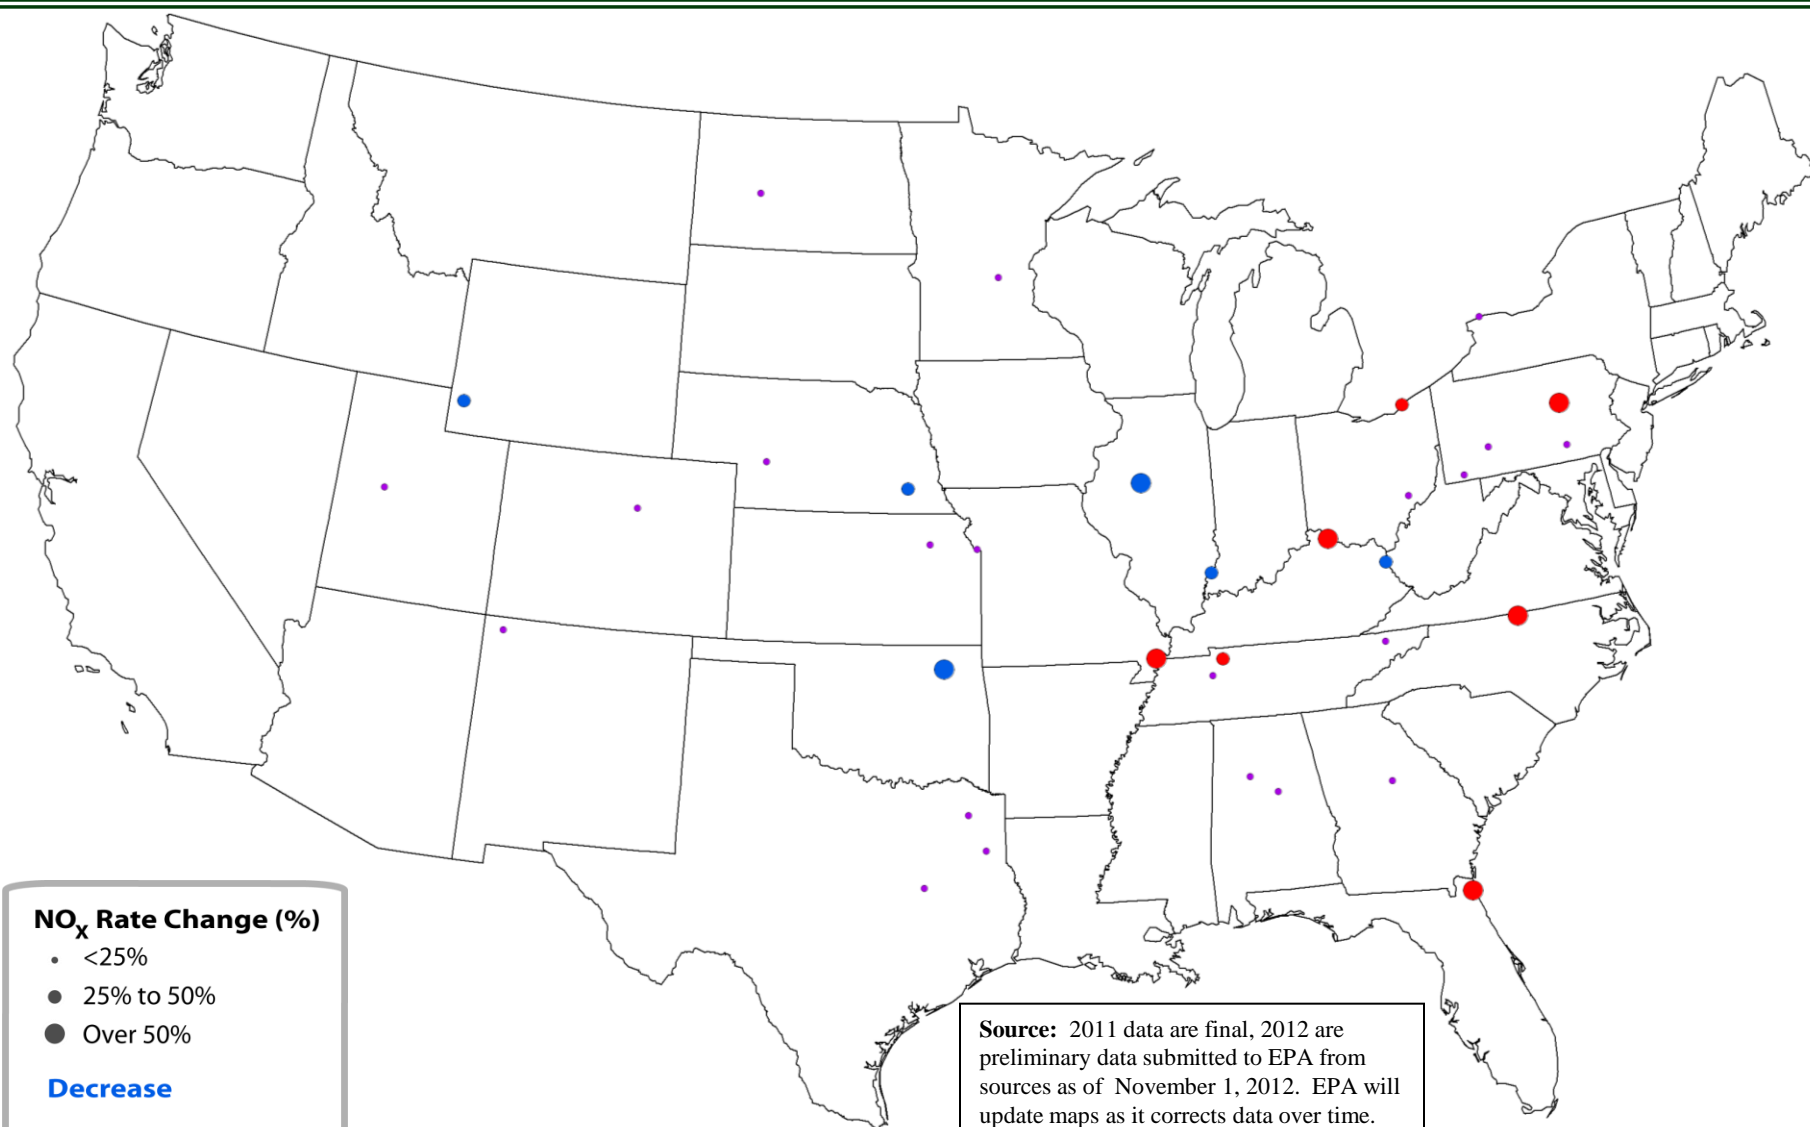 NOX Rate Change (%)
<25%
25% to 50%
Over 50%
Decrease
Source: 2011 data are final, 2012 are
preliminary data submitted to EPA from
sources as of November 1, 2012. EPA will
update maps as it corrects data over time.